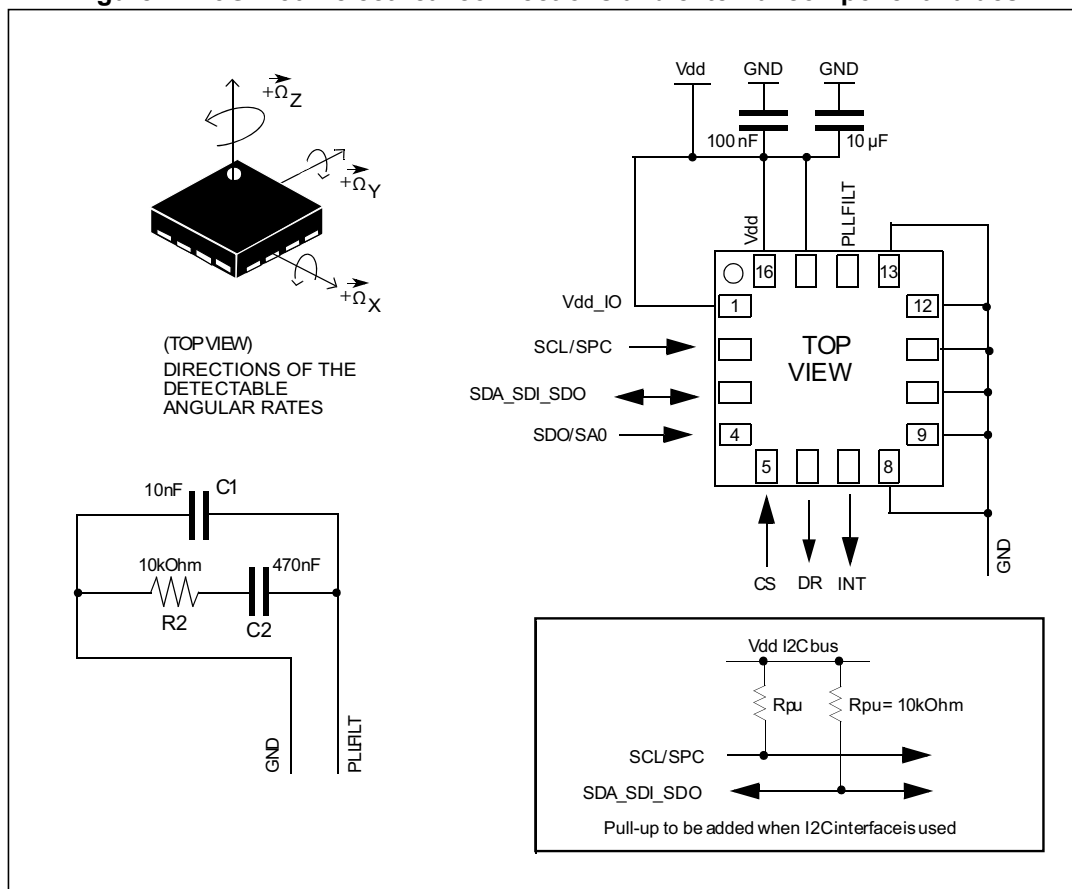 +Ω Z
+Ω Y
+Ω X
(TOP VIEW)
DIRECTIONS OF THE
DETECTABLE
ANGULAR RATES
Vdd
GND
GND
100 nF
10 µF
Vdd
PLLFILT
16
13
1
12
Vdd_IO
SCL/SPC
TOP
VIEW
SDA_SDI_SDO
SDO/SA0
4
9
5
8
CS
DR
INT
GND
10nF
C1
10kOhm
470nF
R2
C2
GND
PLLFILT
Vdd I2C bus
Rpu
Rpu= 10kOhm
SCL/SPC
SDA_SDI_SDO
Pull-up to be added when I2C interface is used